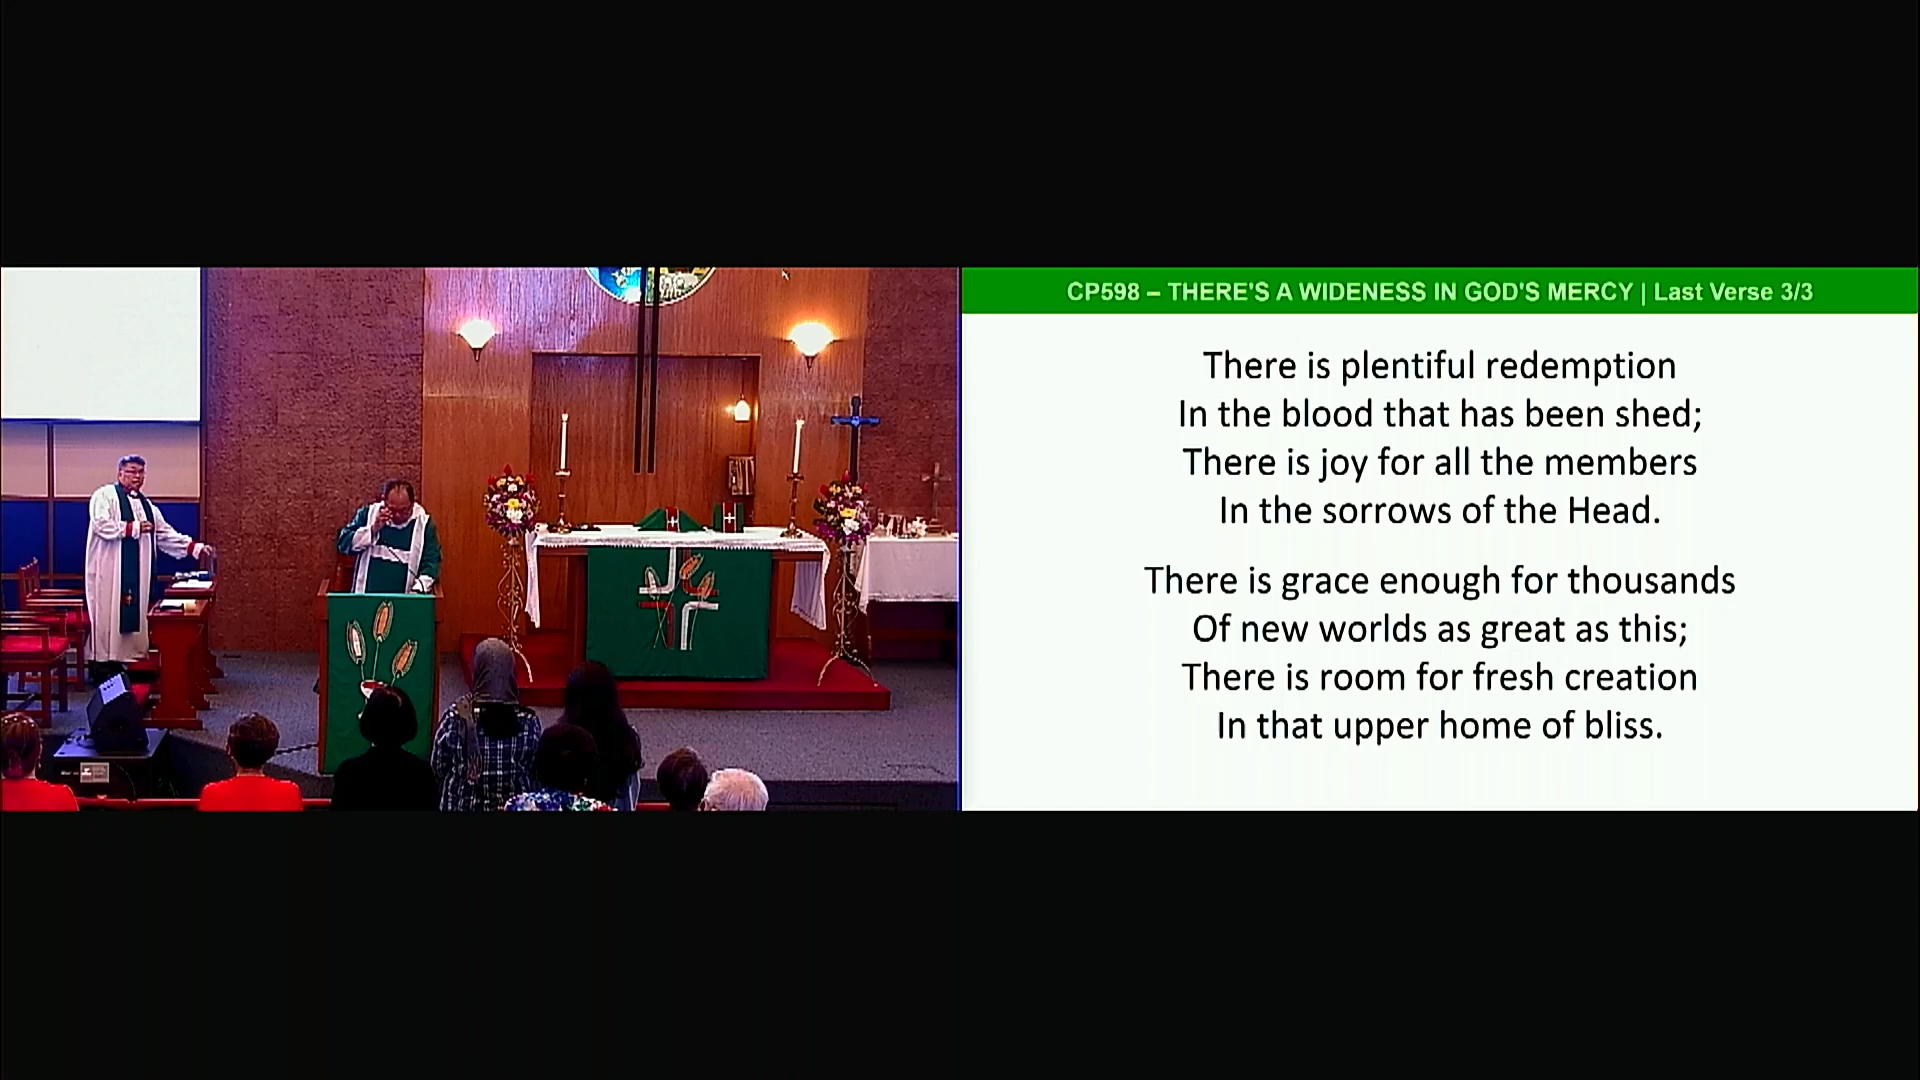 CP598 – THERE'S A WIDENESS IN GOD'S MERCY | Last Verse 3/3
There is plentiful redemption
In the blood that has been shed;
There is joy for all the members
In the sorrows of the Head.
There is grace enough for thousands
Of new worlds as great as this;
There is room for fresh creation
In that upper home of bliss.